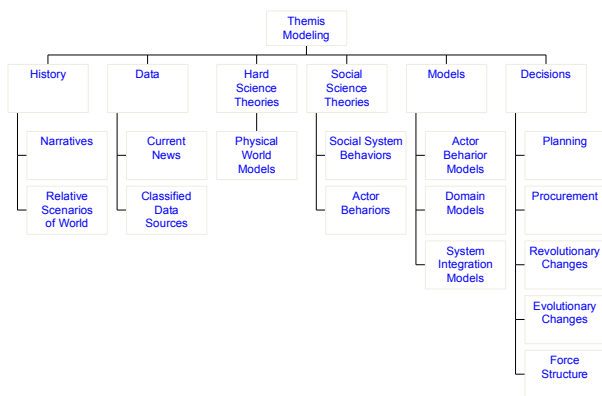 Themis
Modeling
History
Data
Hard
Science
Theories
Social
Science
Theories
Models
Decisions
Narratives
Relative
Scenarios
of World
Current
News
Classified
Data
Sources
Physical
World
Models
Social System
Behaviors
Actor
Behariors
Actor
Beharior
Models
Domain
Models
System
Integration
Models
Planning
Procurement
Revolutionary
Changes
Evolutionary
Changes
Force
Structure